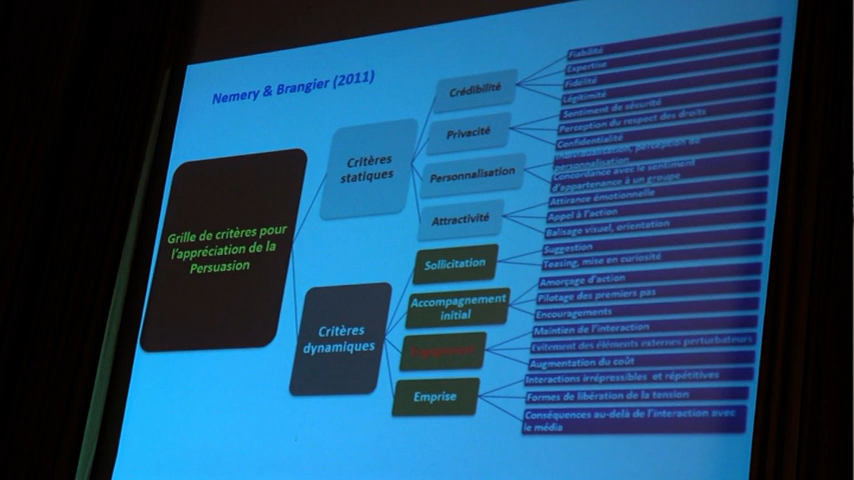 Nemery & Brangier (2011)
Grille de critères pour
l'appréciation de la
Persuasion
Critères
statiques
Crédibilité
Fiabilité
Expertise
Fidélité
Légitimité
Privacité
Sentiment de sécurité
Perception du respect des droits
Confidentialité
Personnalisation
perception de
personnalisation
Concordance avec le sentiment
d'appartenance à un groupe
Attractivité
Attirance émotionnelle
Appel à l'action
Balisage visuel, orientation
Critères
dynamiques
Sollicitation
Suggestion
Teasing, mise en curiosité
Accompagnement
initial
Amorçage d'action
Pilotage des premiers pas
Encouragements
Maintien de l'interaction
Evitement des éléments externes perturbateurs
Augmentation du coût
Emprise
Interactions irrépressibles et répétitives
Formes de libération de la tension
Conséquences au-delà de l'interaction avec
le média